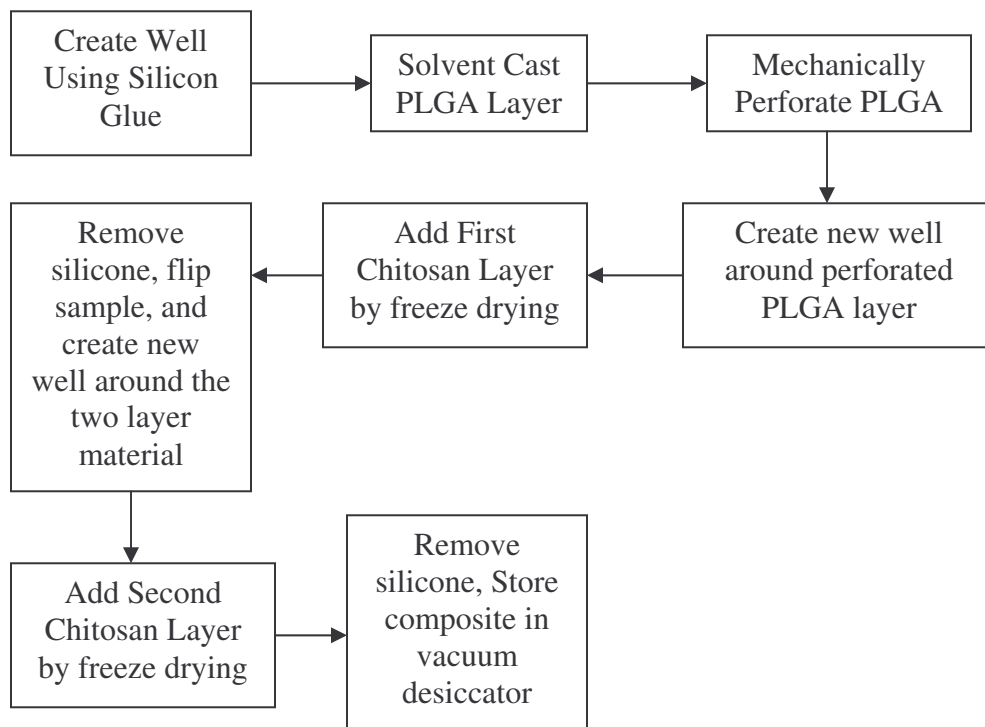 Create Well
Using Silicon
Glue
Solvent Cast
PLGA Layer
Mechanically
Perforate PLGA
Create new well
around perforated
PLGA layer
Add First
Chitosan Layer
by freeze drying
Remove
silicone, flip
sample, and
create new
well around the
two layer
material
Add Second
Chitosan Layer
by freeze drying
Remove
silicone, Store
composite in
vacuum
desiccator